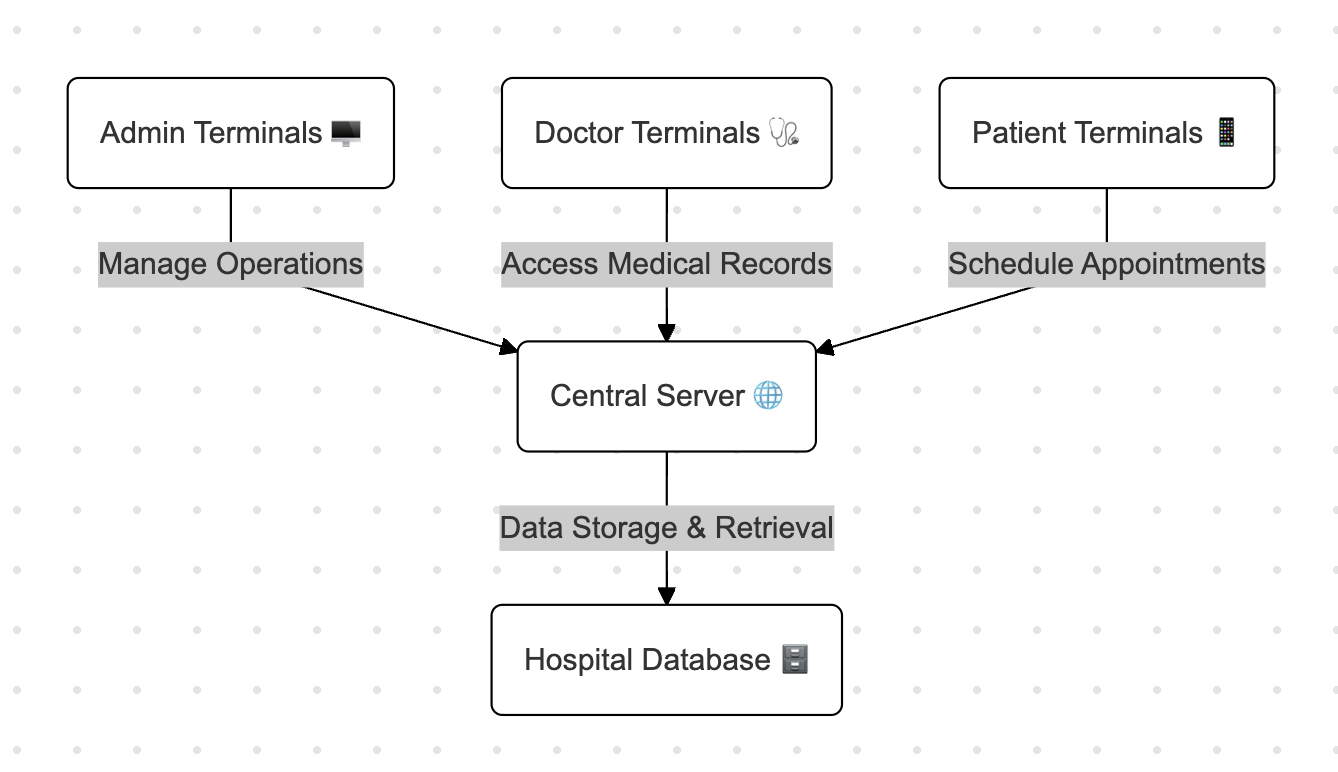 Admin Terminals 🖥️
Doctor Terminals 🩺
Patient Terminals 📱
Manage Operations
Access Medical Records
Schedule Appointments
Central Server 🌐
Data Storage & Retrieval
Hospital Database 🗄️